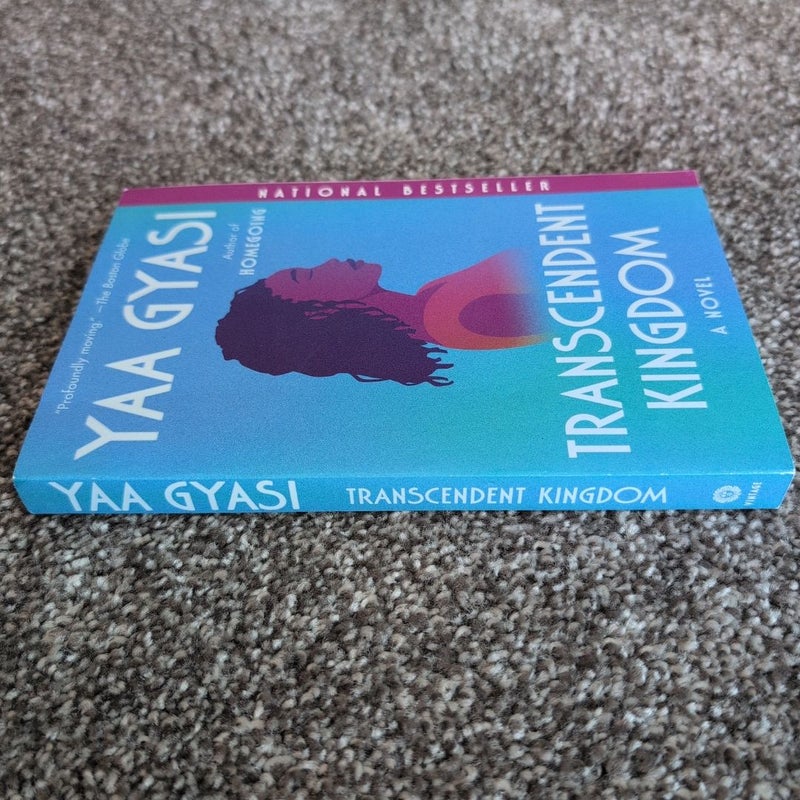 NATIONAL BESTSELLER
"Profoundly moving." —The Boston Globe
YAA GYASI
Author of
HOMEGOING
TRANSCENDENT
KINGDOM
A NOVEL
YAA GYASI TRANSCENDENT KINGDOM VINTAGE